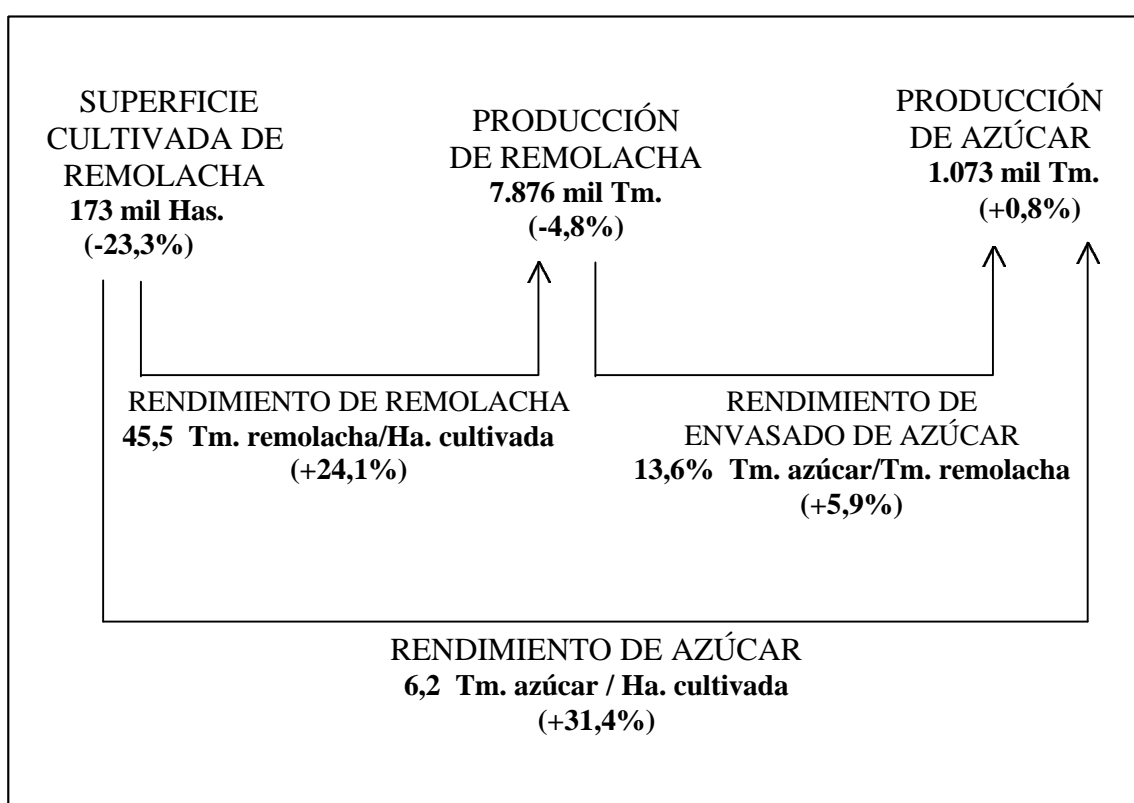 SUPERFICIE
CULTIVADA DE
REMOLACHA
173 mil Has.
(-23,3%)
PRODUCCIÓN
DE REMOLACHA
7.876 mil Tm.
(-4,8%)
PRODUCCIÓN
DE AZÚCAR
1.073 mil Tm.
(+0,8%)
RENDIMIENTO DE REMOLACHA
45,5 Tm. remolacha/Ha. cultivada
(+24,1%)
RENDIMIENTO DE
ENVASADO DE AZÚCAR
13,6% Tm. azúcar/Tm. remolacha
(+5,9%)
RENDIMIENTO DE AZÚCAR
6,2 Tm. azúcar / Ha. cultivada
(+31,4%)